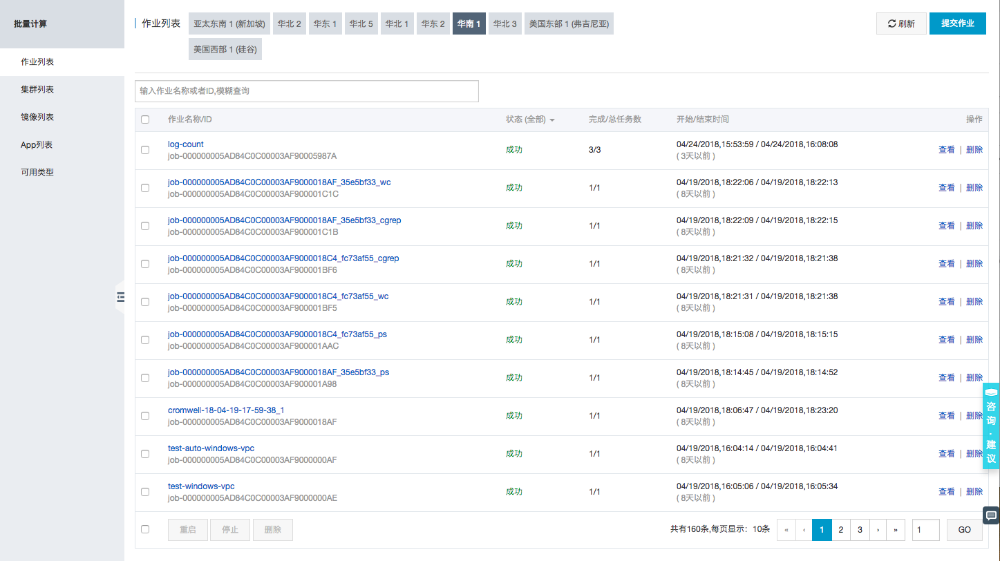 批量计算
作业列表
集群列表
镜像列表
App列表
可用类型
作业列表 亚太东南 1 (新加坡) 华北 2 华东 1 华北 5 华北 1 华东 2 华南 1 华北 3 美国东部 1 (弗吉尼亚)
美国西部 1 (硅谷)
刷新 提交作业
输入作业名称或者ID,模糊查询
作业名称/ID 状态 (全部) 完成/总任务数 开始/结束时间 操作
log-count
job-000000005AD84C0C00003AF90005987A
成功 3/3
04/24/2018,15:53:59 / 04/24/2018,16:08:08
( 3天以前 )
查看 | 删除
job-000000005AD84C0C00003AF9000018AF_35e5bf33_wc
job-000000005AD84C0C00003AF900001C1C
成功 1/1
04/19/2018,18:22:06 / 04/19/2018,18:22:13
( 8天以前 )
查看 | 删除
job-000000005AD84C0C00003AF9000018AF_35e5bf33_cgrep
job-000000005AD84C0C00003AF900001C1B
成功 1/1
04/19/2018,18:22:09 / 04/19/2018,18:22:15
( 8天以前 )
查看 | 删除
job-000000005AD84C0C00003AF9000018C4_fc73af55_cgrep
job-000000005AD84C0C00003AF900001BF6
成功 1/1
04/19/2018,18:21:32 / 04/19/2018,18:21:38
( 8天以前 )
查看 | 删除
job-000000005AD84C0C00003AF9000018C4_fc73af55_wc
job-000000005AD84C0C00003AF900001BF5
成功 1/1
04/19/2018,18:21:31 / 04/19/2018,18:21:38
( 8天以前 )
查看 | 删除
job-000000005AD84C0C00003AF9000018C4_fc73af55_ps
job-000000005AD84C0C00003AF900001AAC
成功 1/1
04/19/2018,18:15:08 / 04/19/2018,18:15:15
( 8天以前 )
查看 | 删除
job-000000005AD84C0C00003AF9000018AF_35e5bf33_ps
job-000000005AD84C0C00003AF900001A98
成功 1/1
04/19/2018,18:14:45 / 04/19/2018,18:14:52
( 8天以前 )
查看 | 删除
cromwell-18-04-19-17-59-38_1
job-000000005AD84C0C00003AF9000018AF
成功 1/1
04/19/2018,18:06:47 / 04/19/2018,18:23:20
( 8天以前 )
查看 | 删除
test-auto-windows-vpc
job-000000005AD84C0C00003AF9000000AF
成功 1/1
04/19/2018,16:04:14 / 04/19/2018,16:04:41
( 8天以前 )
查看 | 删除
test-windows-vpc
job-000000005AD84C0C00003AF9000000AE
成功 1/1
04/19/2018,16:05:06 / 04/19/2018,16:05:34
( 8天以前 )
查看 | 删除
重启 停止 删除
共有160条,每页显示：10条 « ‹ 1 2 3 › » 1 GO
咨询·建议